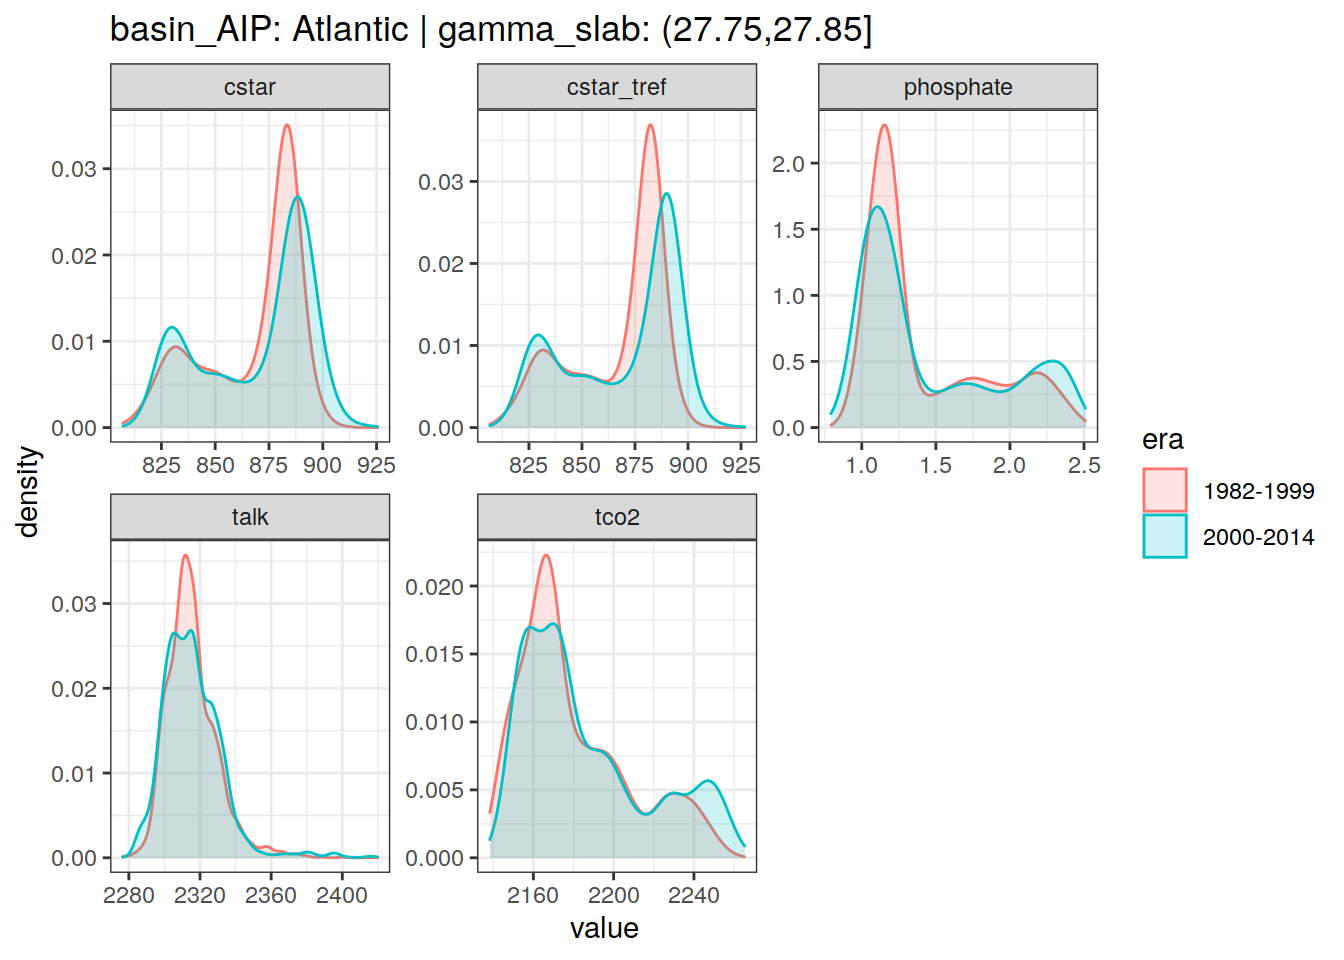 basin_AIP: Atlantic | gamma_slab: (27.75,27.85]
cstar
cstar_tref
phosphate
0.03
0.02
0.01
0.00
825 850 875 900 925
0.03
0.02
0.01
0.00
825 850 875 900 925
2.0
1.5
1.0
0.5
0.0
1.0 1.5 2.0 2.5
talk
tco2
0.03
0.02
0.01
0.00
2280 2320 2360 2400
0.020
0.015
0.010
0.005
0.000
2160 2200 2240
density
value
era
1982-1999
2000-2014